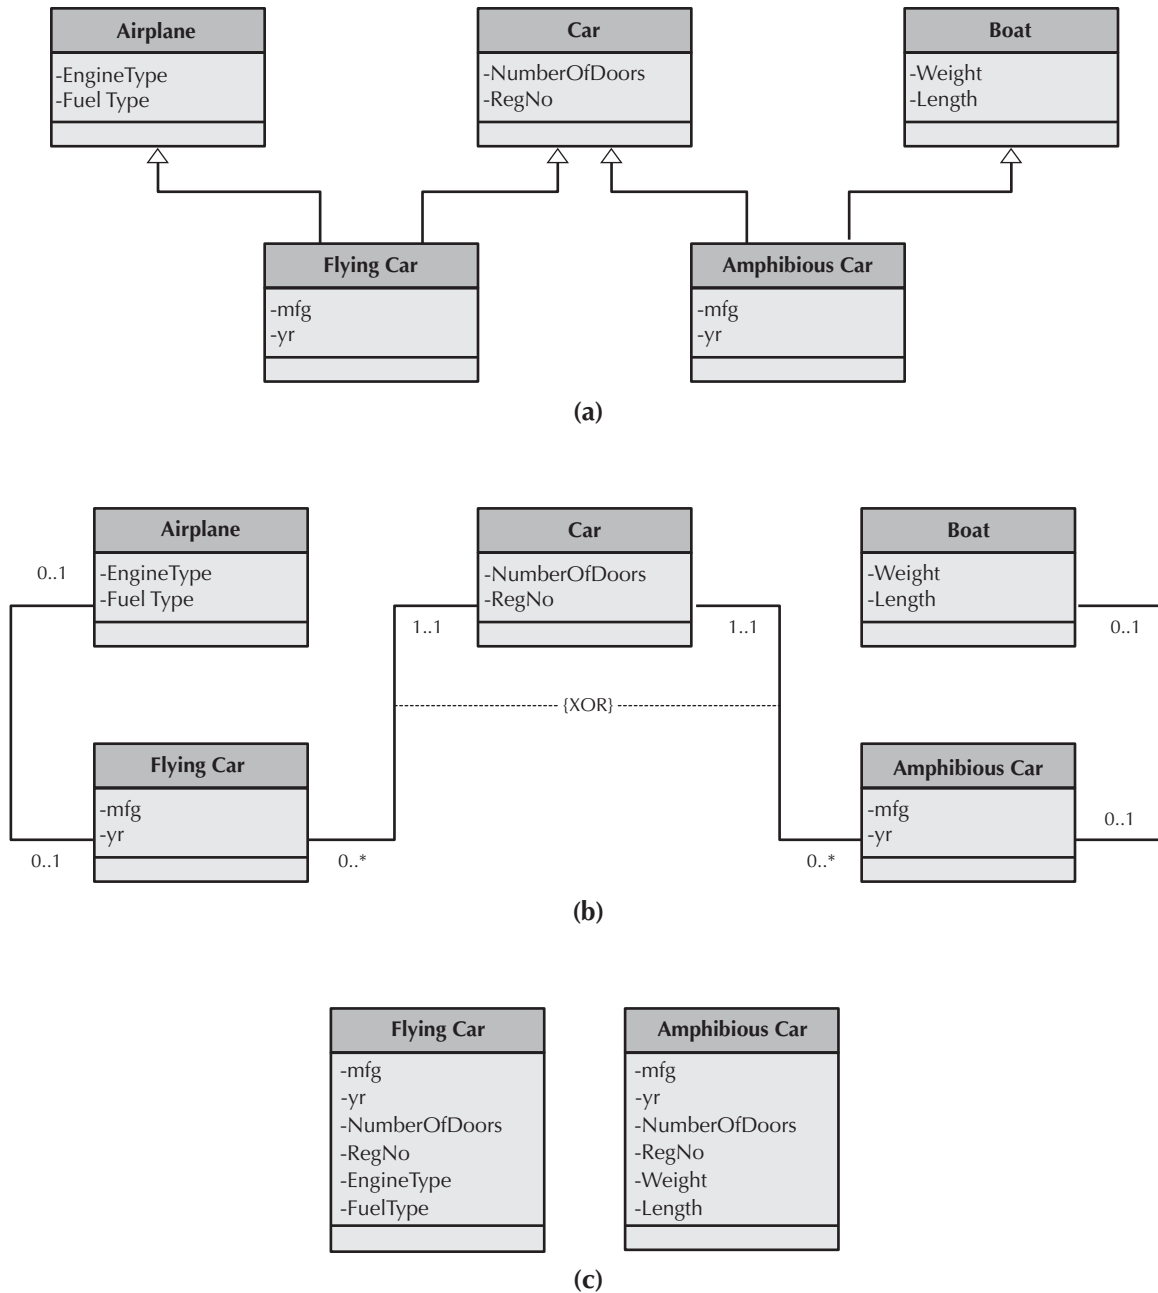 Airplane
-EngineType
-Fuel Type
Car
-NumberOfDoors
-RegNo
Boat
-Weight
-Length
Flying Car
-mfg
-yr
Amphibious Car
-mfg
-yr
(a)
Airplane
-EngineType
-Fuel Type
Car
-NumberOfDoors
-RegNo
Boat
-Weight
-Length
0..1
1..1
1..1
0..1
{XOR}
Flying Car
-mfg
-yr
Amphibious Car
-mfg
-yr
0..1
0..1
0..*
0..*
(b)
Flying Car
-mfg
-yr
-NumberOfDoors
-RegNo
-EngineType
-FuelType
Amphibious Car
-mfg
-yr
-NumberOfDoors
-RegNo
-Weight
-Length
(c)